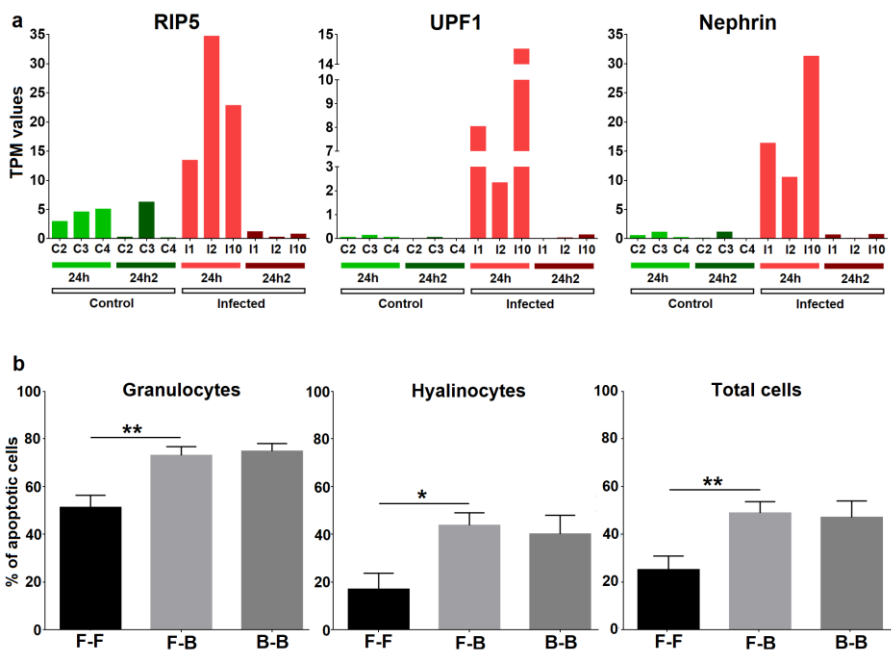 a
RIP5
UPF1
Nephrin
TPM values
35
30
25
20
15
10
5
0
C2 C3 C4 C2 C3 C4 I1 I2 I10 I1 I2 I10
24h 24h2 24h 24h2
Control Infected
15
14
10
9
8
7
3
2
1
0
C2 C3 C4 C2 C3 C4 I1 I2 I10 I1 I2 I10
24h 24h2 24h 24h2
Control Infected
35
30
25
20
15
10
5
0
C2 C3 C4 C2 C3 C4 I1 I2 I10 I1 I2 I10
24h 24h2 24h 24h2
Control Infected
b
Granulocytes
% of apoptotic cells
100
80
60
40
20
0
**
F-F F-B B-B
Hyalinocytes
100
80
60
40
20
0
*
F-F F-B B-B
Total cells
100
80
60
40
20
0
**
F-F F-B B-B